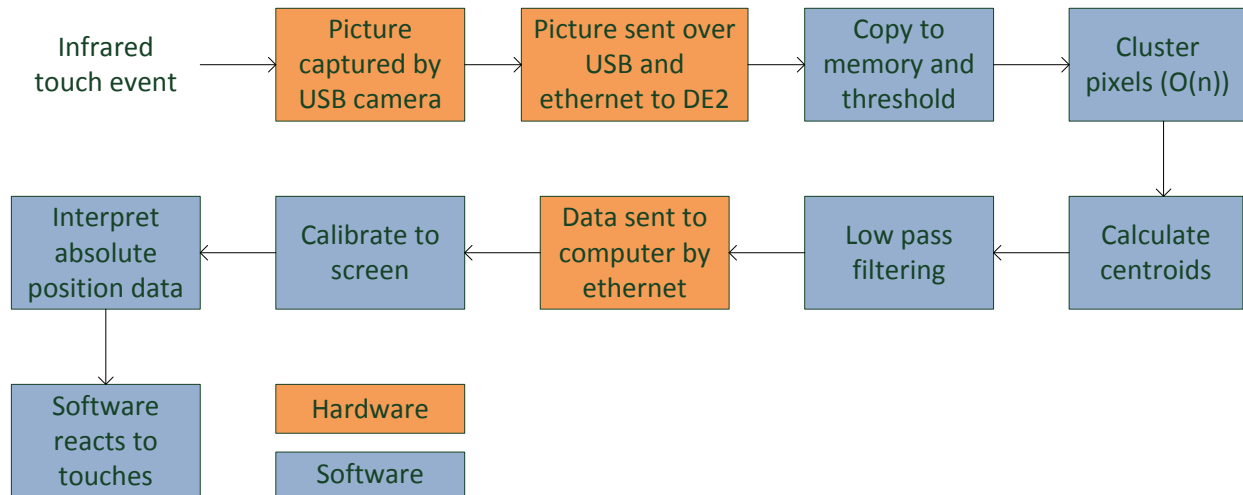 Infrared
touch event
Picture
captured by
USB camera
Picture sent over
USB and
ethernet to DE2
Copy to
memory and
threshold
Cluster
pixels (O(n))
Calculate
centroids
Low pass
filtering
Data sent to
computer by
ethernet
Calibrate to
screen
Interpret
absolute
position data
Software
reacts to
touches
Hardware
Software